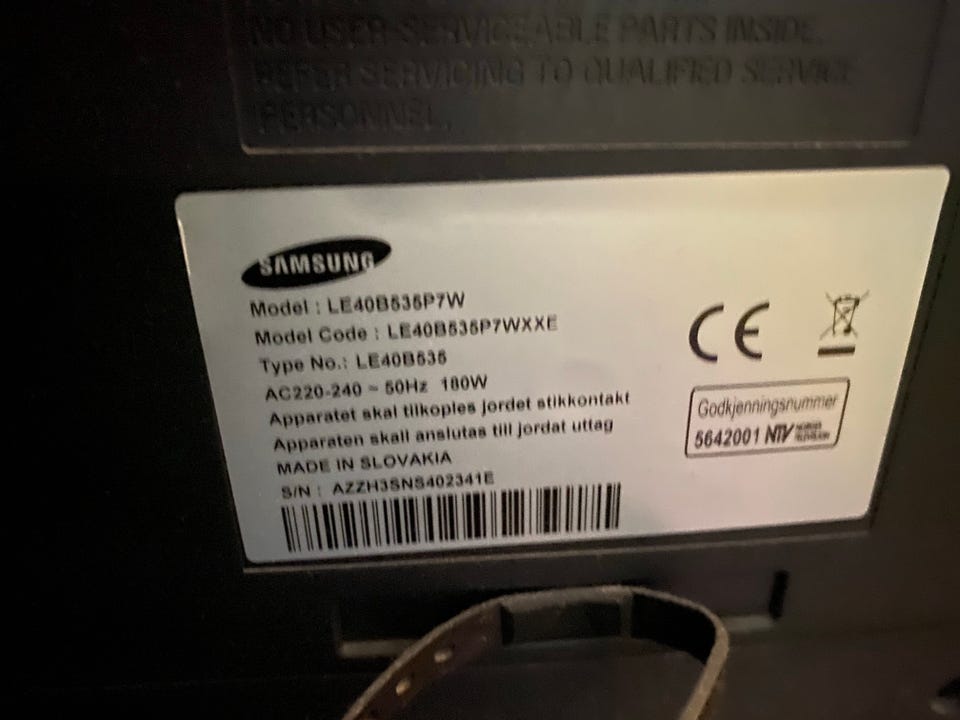 NO USER-SERVICEABLE PARTS INSIDE.
REFER SERVICING TO QUALIFIED SERVICE
PERSONNEL.
SAMSUNG
Model : LE40B535P7W
Model Code : LE40B535P7WXXE
Type No.: LE40B535
AC220-240 ~ 50Hz 180W
Apparatet skal tilkoples jordet stikkontakt
Apparaten skall anslutas till jordat uttag
MADE IN SLOVAKIA
S/N : AZZH3SNS402341E
CE
Godkjenningsnummer
5642001 NTV NORGES
TELEVISJON